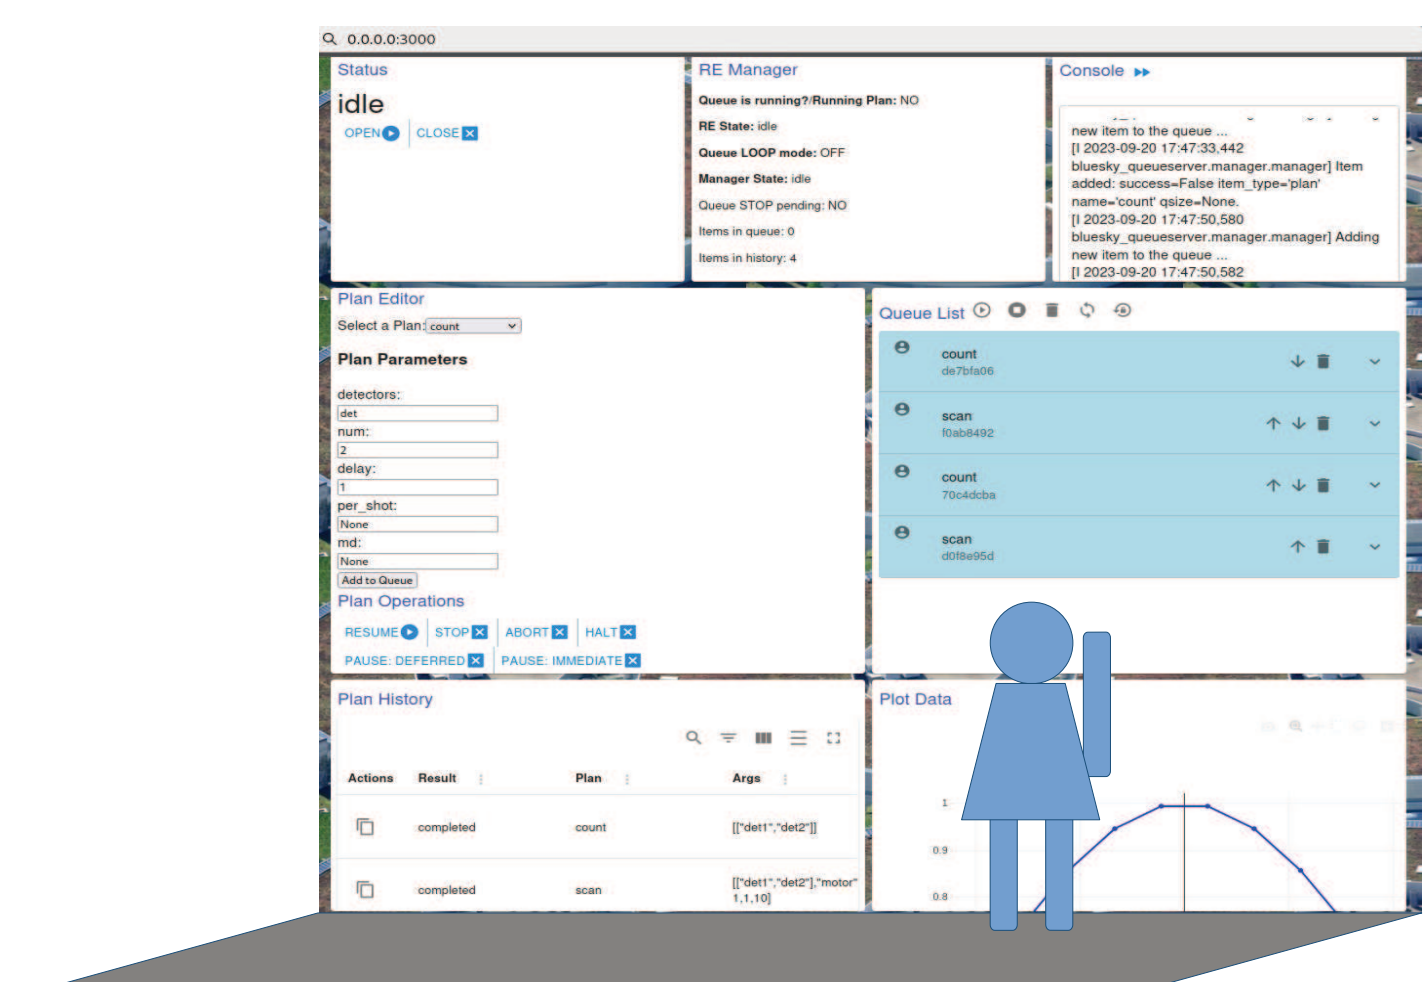 0.0.0.0:3000
Status
idle
OPEN
CLOSE
RE Manager
Queue is running?/Running Plan: NO
RE State: idle
Queue LOOP mode: OFF
Manager State: idle
Queue STOP pending: NO
Items in queue: 0
Items in history: 4
Console
new item to the queue ...
[I 2023-09-20 17:47:33,442
bluesky_queueserver.manager.manager] Item
added: success=False item_type='plan'
name='count' qsize=None.
[I 2023-09-20 17:47:50,580
bluesky_queueserver.manager.manager] Adding
new item to the queue ...
[I 2023-09-20 17:47:50,582
Plan Editor
Select a Plan: count
Plan Parameters
detectors:
det
num:
2
delay:
1
per_shot:
None
md:
None
Add to Queue
Plan Operations
RESUME STOP ABORT HALT
PAUSE: DEFERRED PAUSE: IMMEDIATE
Queue List
count
de7bfa06
scan
f0ab8492
count
70c4dcba
scan
d0f8e95d
Plan History
Actions Result Plan Args
completed count [["det1","det2"]]
completed scan [["det1","det2"],"motor"
1,1,10]
Plot Data
1
0.9
0.8